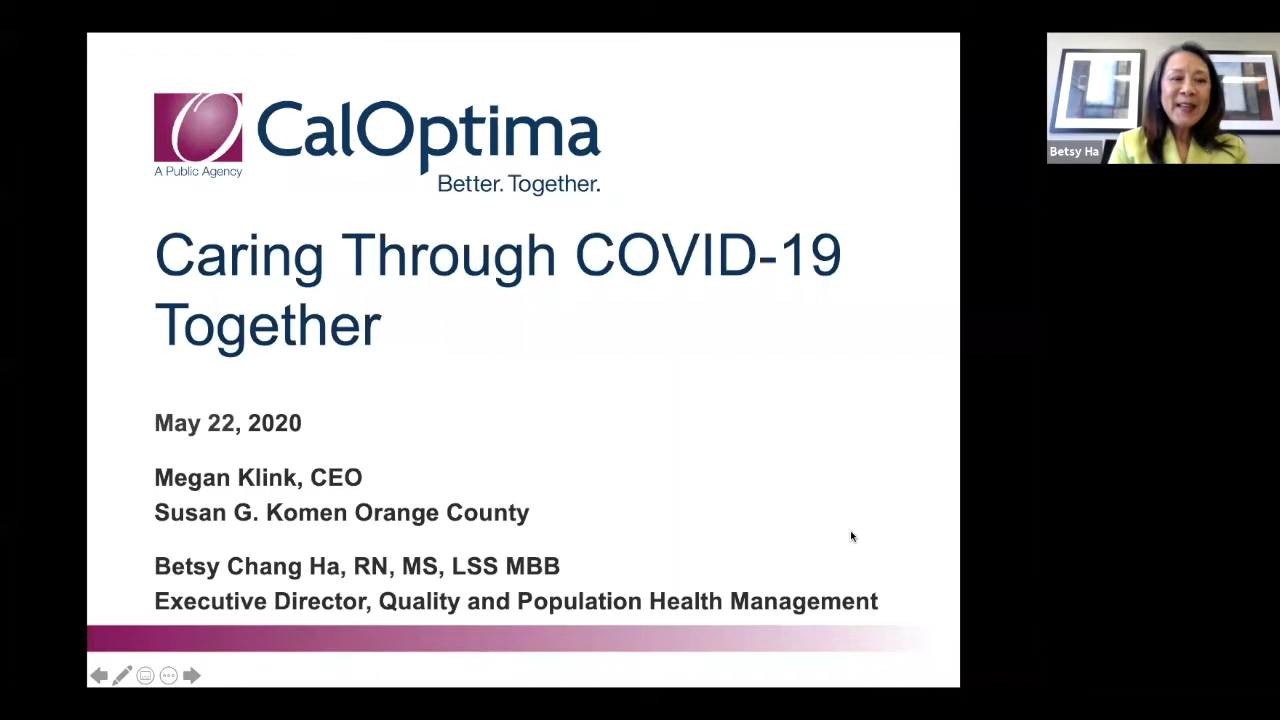 CalOptima
A Public Agency
Better. Together.
Caring Through COVID-19
Together
May 22, 2020
Megan Klink, CEO
Susan G. Komen Orange County
Betsy Chang Ha, RN, MS, LSS MBB
Executive Director, Quality and Population Health Management
Betsy Ha